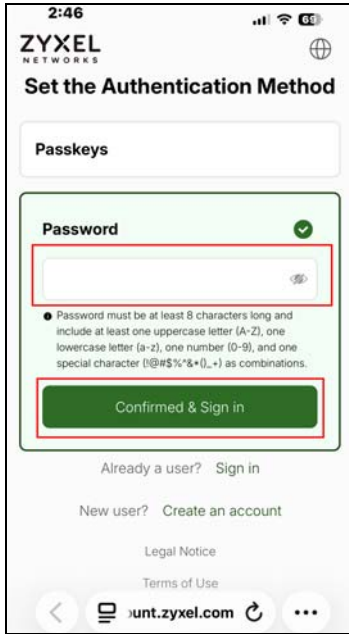 2:46
69
ZYXEL
NETWORKS
Set the Authentication Method
Passkeys
Password
Password must be at least 8 characters long and
include at least one uppercase letter (A-Z), one
lowercase letter (a-z), one number (0-9), and one
special character (!@#$%^&*()_+) as combinations.
Confirmed & Sign in
Already a user? Sign in
New user? Create an account
Legal Notice
Terms of Use
unt.zyxel.com